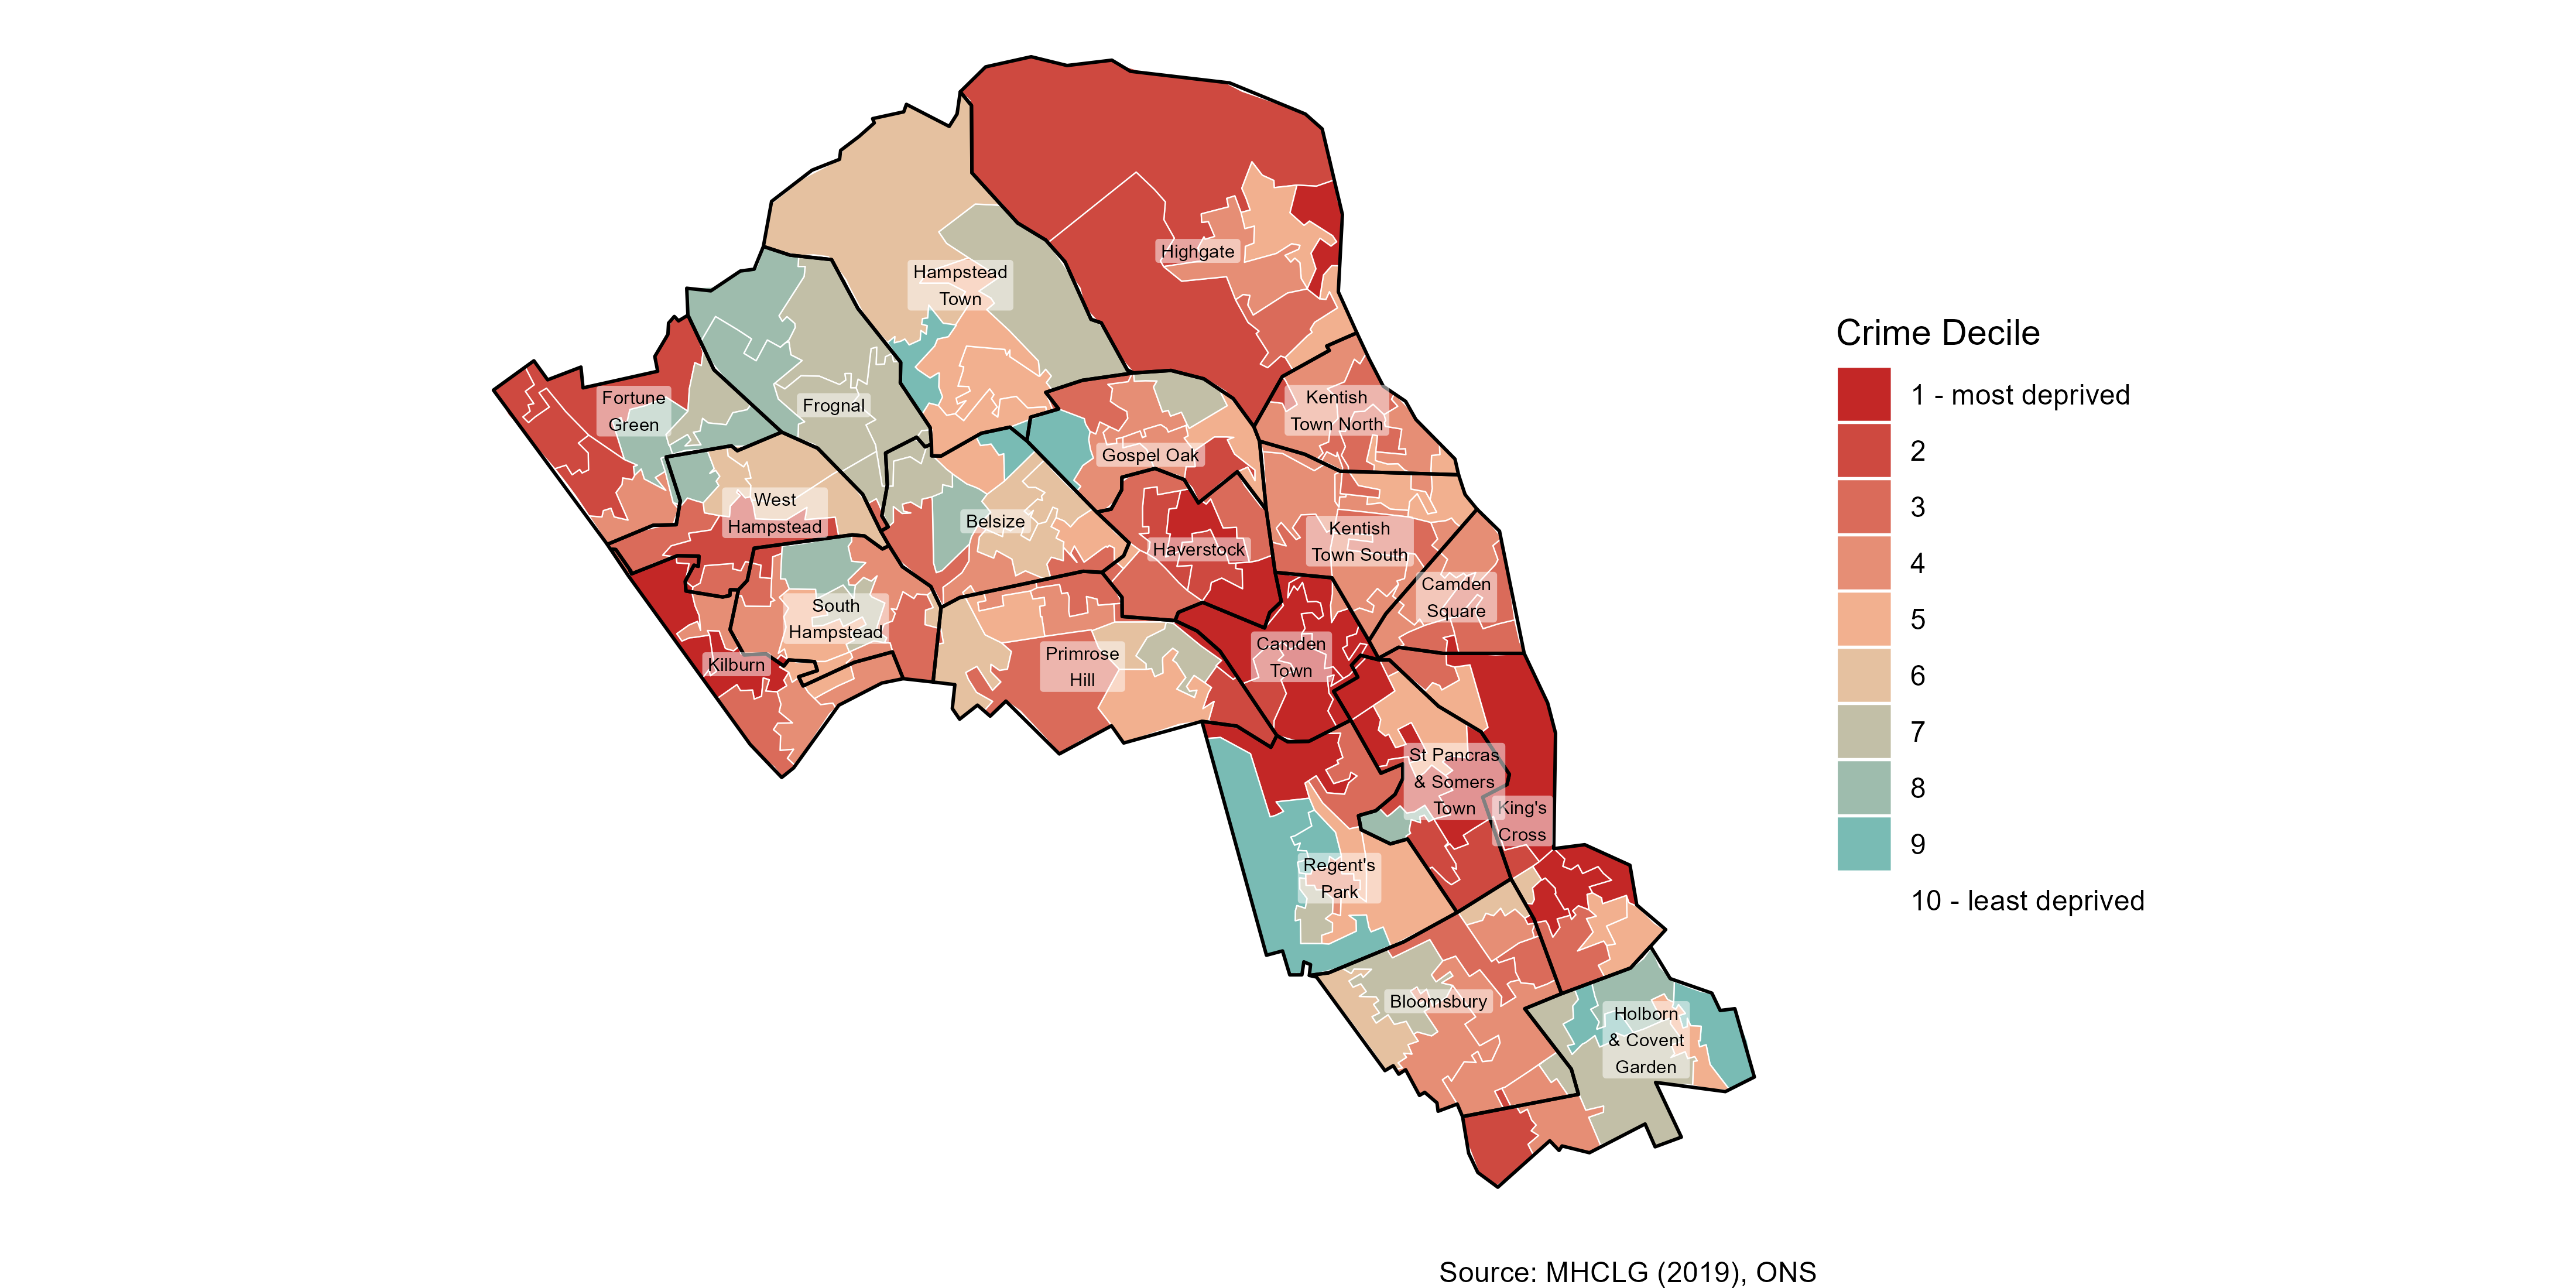 Highgate
Hampstead
Town
Fortune
Green
Frognal
Kentish
Town North
Gospel Oak
West
Hampstead
Belsize
Haverstock
Kentish
Town South
Camden
Square
South
Hampstead
Kilburn
Primrose
Hill
Camden
Town
St Pancras
& Somers
Town
King's
Cross
Regent's
Park
Bloomsbury
Holborn
& Covent
Garden
Crime Decile
1 - most deprived
2
3
4
5
6
7
8
9
10 - least deprived
Source: MHCLG (2019), ONS